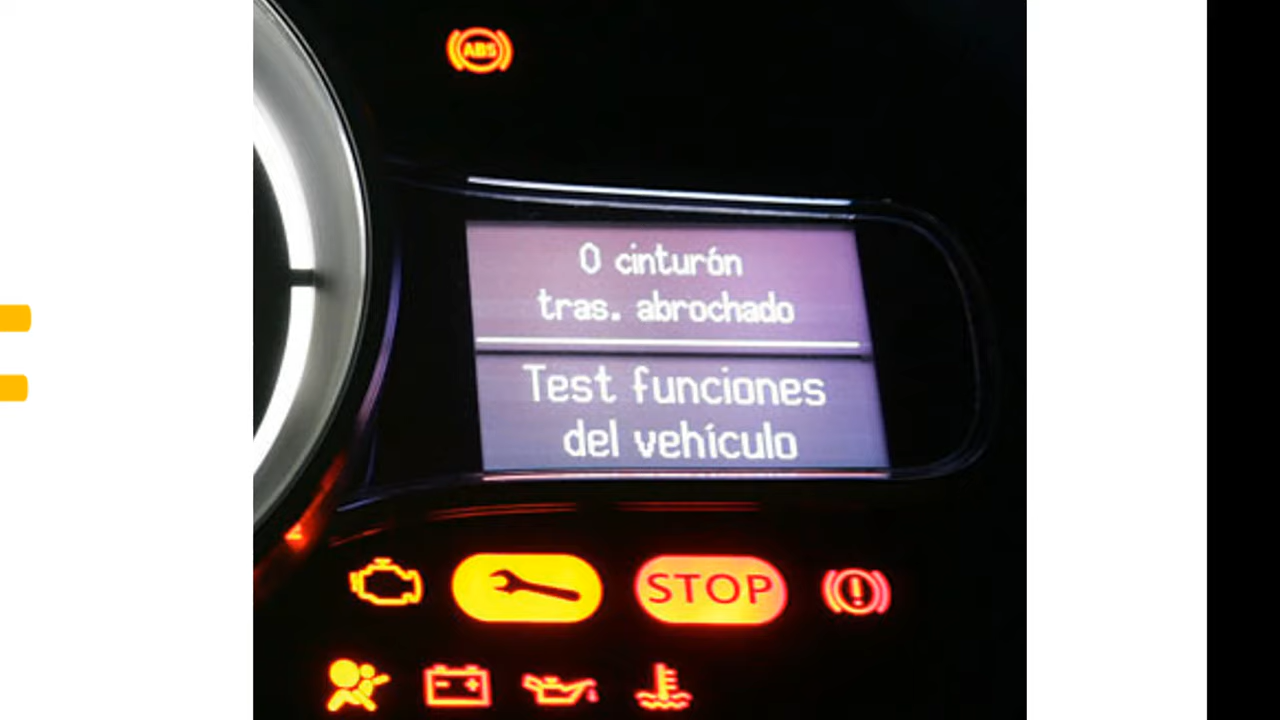 ABS
0 cinturón
tras. abrochado
Test funciones
del vehículo
STOP